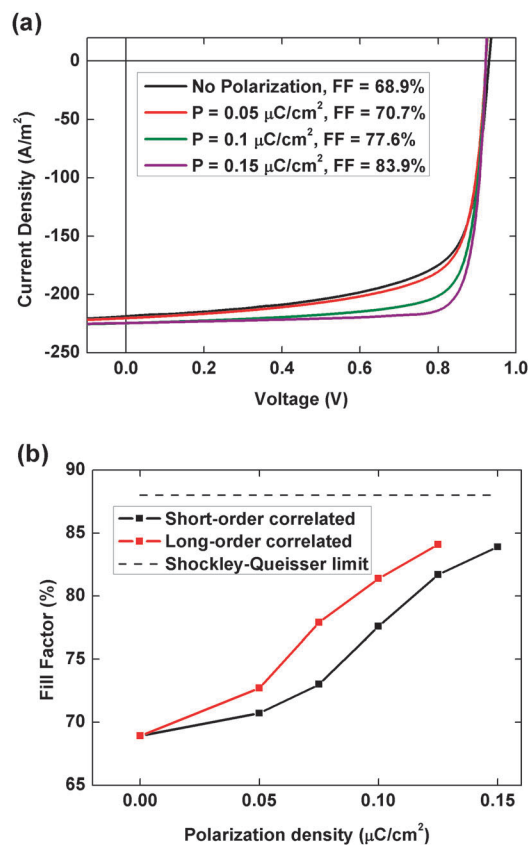 (a)
0
-50
-100
-150
-200
-250
Current Density (A/m²)
No Polarization, FF = 68.9%
P = 0.05 μC/cm², FF = 70.7%
P = 0.1 μC/cm², FF = 77.6%
P = 0.15 μC/cm², FF = 83.9%
0.0 0.2 0.4 0.6 0.8 1.0
Voltage (V)
(b)
90
85
80
75
70
65
Fill Factor (%)
Short-order correlated
Long-order correlated
Shockley-Queisser limit
0.00 0.05 0.10 0.15
Polarization density (μC/cm²)